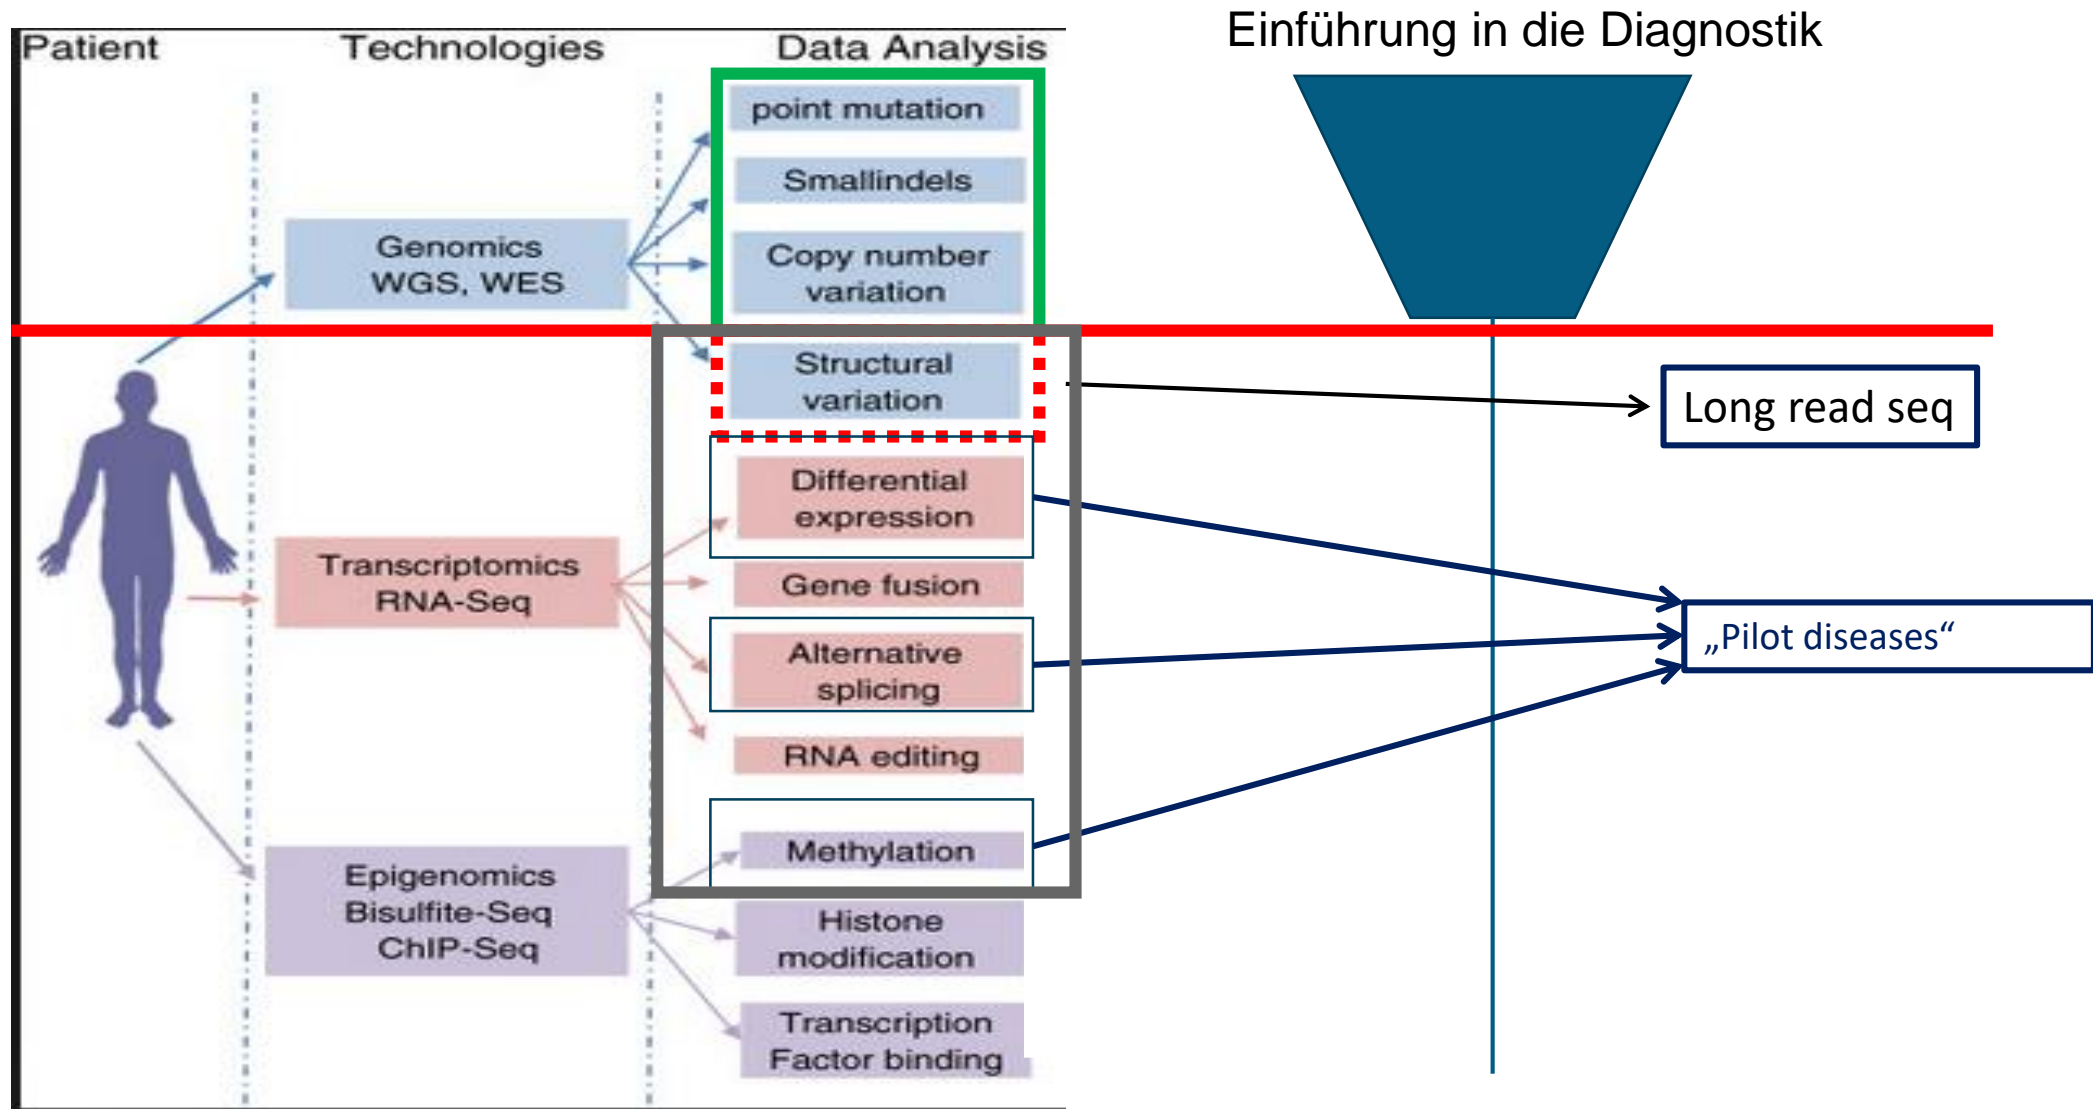 Einführung in die Diagnostik
Patient
Technologies
Data Analysis
point mutation
Smallindels
Genomics
WGS, WES
Copy number
variation
Structural
variation
Long read seq
Differential
expression
Transcriptomics
RNA-Seq
Gene fusion
Alternative
splicing
„Pilot diseases“
RNA editing
Methylation
Epigenomics
Bisulfite-Seq
ChIP-Seq
Histone
modification
Transcription
Factor binding